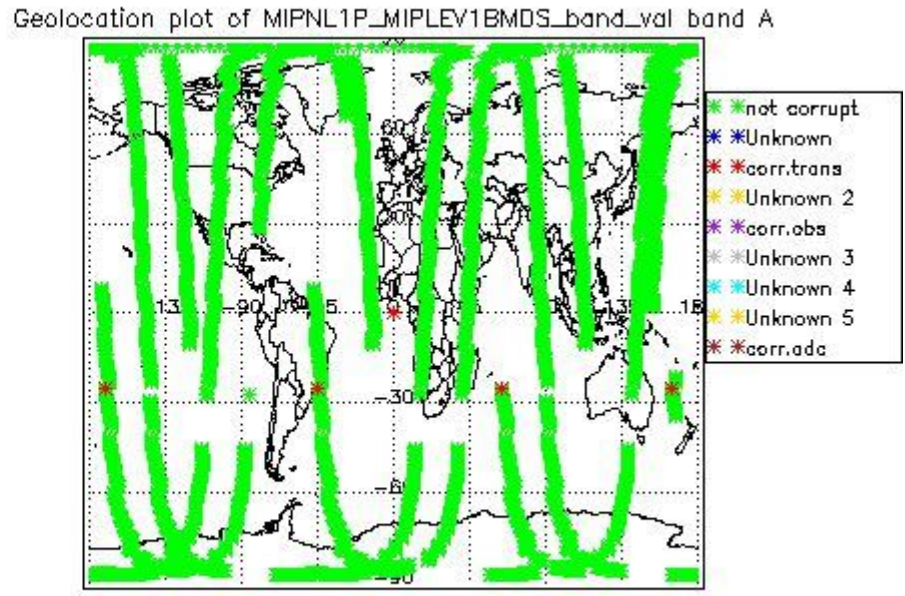 Geolocation plot of MIPNL1P_MIPLEV1BMDS_band_val band A
not corrupt
Unknown
corr.trans
Unknown 2
corr.obs
Unknown 3
Unknown 4
Unknown 5
corr.adc
60
-90
-30
-90